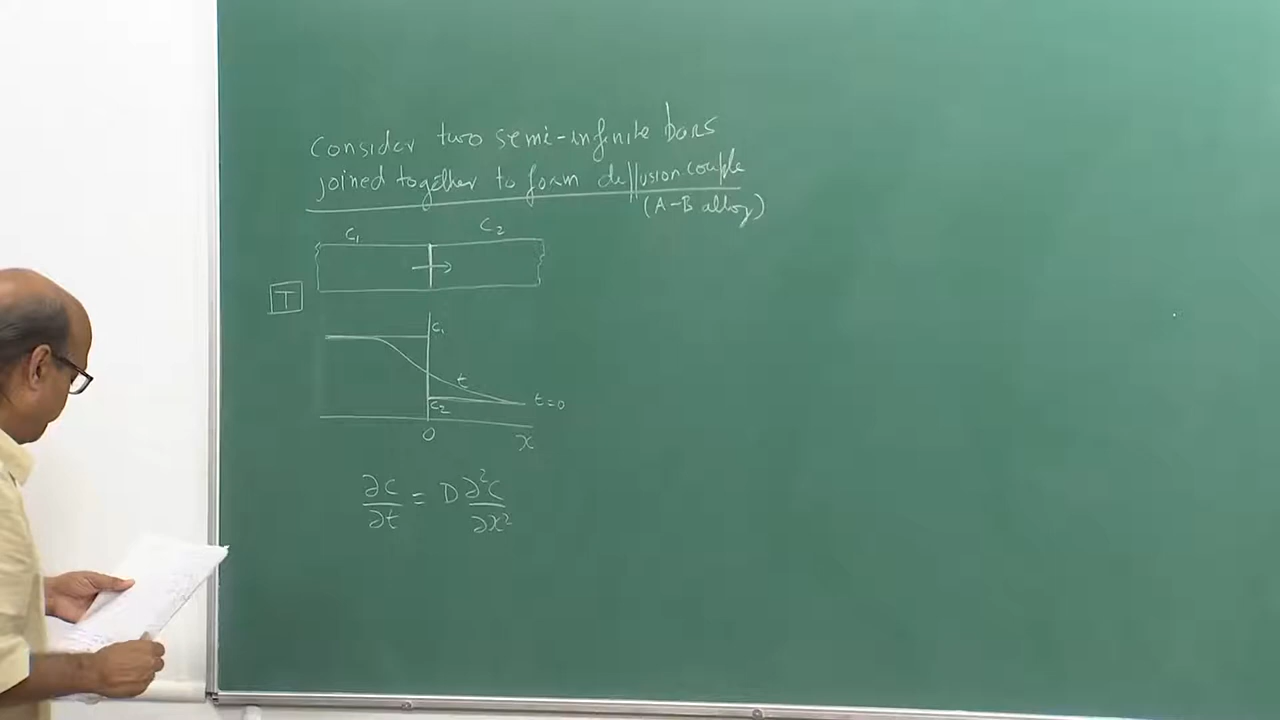 Consider two semi-infinite bars
joined together to form diffusion couple
(A-B alloy)
C₁ C₂
T
C₁
t
C₂ t=0
0 x
∂c/∂t = D ∂²c/∂x²